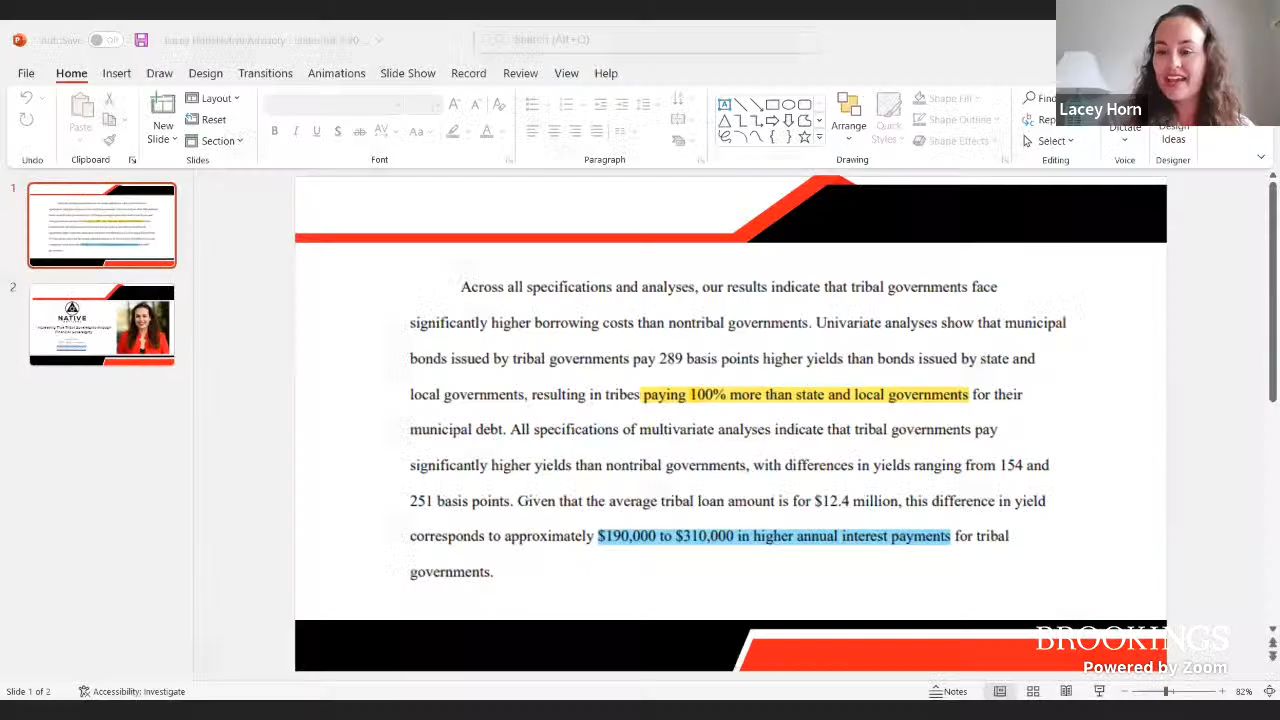 Search (Alt+Q)
File Home Insert Draw Design Transitions Animations Slide Show Record Review View Help
Lacey Horn
Paste
New
Slide
Layout
Reset
Section
Aa
Arrange
Quick
Styles
Shape Fill
Shape Outline
Shape Effects
Select
Dictate
Design
Ideas
Undo Clipboard Slides Font Paragraph Drawing Editing Voice Designer
1
2
NATIVE
Across all specifications and analyses, our results indicate that tribal governments face
significantly higher borrowing costs than nontribal governments. Univariate analyses show that municipal
bonds issued by tribal governments pay 289 basis points higher yields than bonds issued by state and
local governments, resulting in tribes paying 100% more than state and local governments for their
municipal debt. All specifications of multivariate analyses indicate that tribal governments pay
significantly higher yields than nontribal governments, with differences in yields ranging from 154 and
251 basis points. Given that the average tribal loan amount is for $12.4 million, this difference in yield
corresponds to approximately $190,000 to $310,000 in higher annual interest payments for tribal
governments.
BROOKINGS
Powered by Zoom
Slide 1 of 2 Accessibility: Investigate Notes 82%